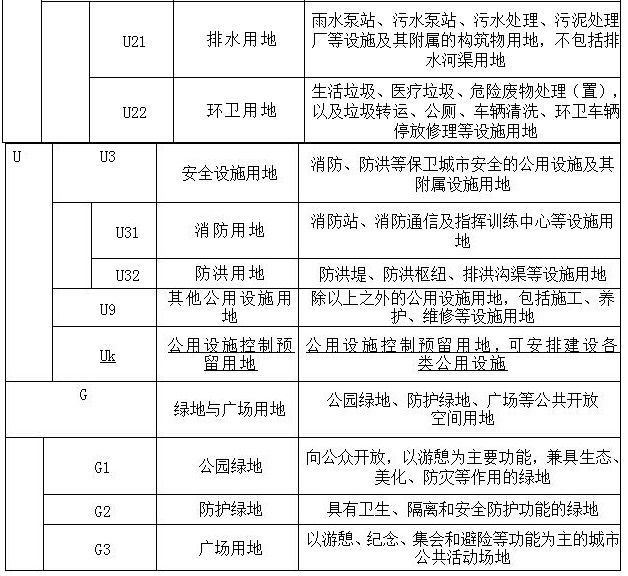 雨水泵站、污水泵站、污水处理、污泥处理
U21 排水用地 厂等设施及其附属的构筑物用地,不包括排
水河渠用地
生活垃圾、医疗垃圾、危险废物处理(置),
U22 环卫用地 以及垃圾转运、公厕、车辆清洗、环卫车辆
停放修理等设施用地
U U3 安全设施用地 消防、防洪等保卫城市安全的公用设施及其
附属设施用地
U31 消防用地 消防站、消防通信及指挥训练中心等设施用
地
U32 防洪用地 防洪堤、防洪枢纽、排洪沟渠等设施用地
U9 其他公用设施用 除以上之外的公用设施用地,包括施工、养
地 护、维修等设施用地
Uk 公用设施控制预 公用设施控制预留用地,可安排建设各
留用地 类公用设施
G 绿地与广场用地 公园绿地、防护绿地、广场等公共开放
空间用地
G1 公园绿地 向公众开放,以游憩为主要功能,兼具生态、
美化、防灾等作用的绿地
G2 防护绿地 具有卫生、隔离和安全防护功能的绿地
G3 广场用地 以游憩、纪念、集会和避险等功能为主的城市
公共活动场地